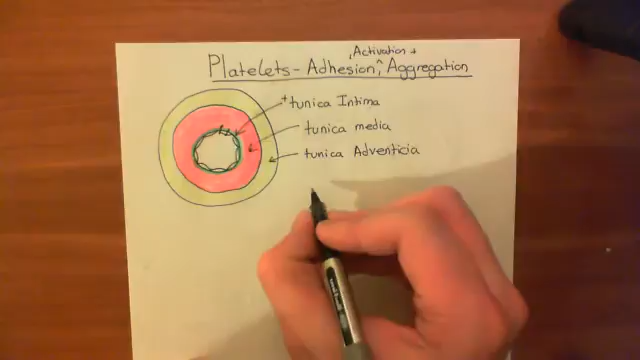 Activation +
Platelets - Adhesion, ^ Aggregation
+ tunica Intima
tunica media
tunica Adventicia